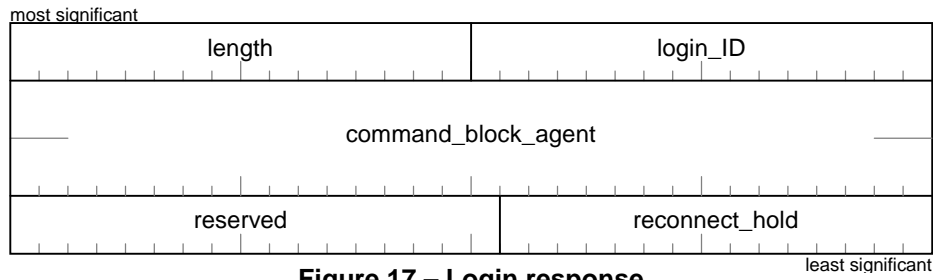 most significant
length login_ID
command_block_agent
reserved reconnect_hold
least significant
Figure 17 – Login response